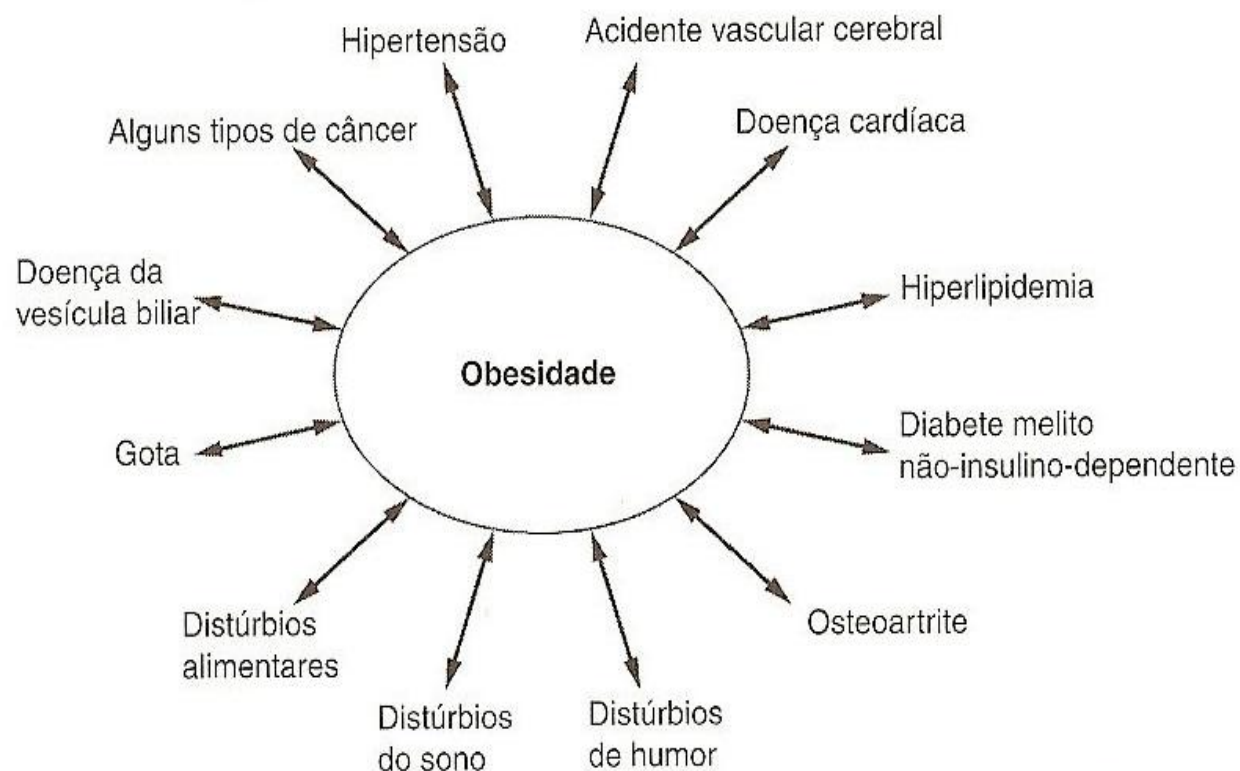 Hipertensão
Acidente vascular cerebral
Alguns tipos de câncer
Doença cardíaca
Doença da
vesícula biliar
Hiperlipidemia
Obesidade
Gota
Diabete melito
não-insulino-dependente
Distúrbios
alimentares
Osteoartrite
Distúrbios
do sono
Distúrbios
de humor